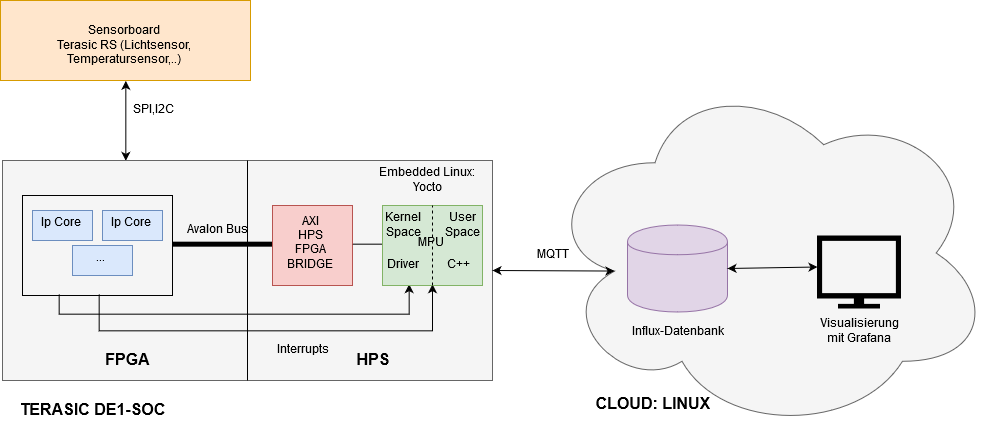 Sensorboard
Terasic RS (Lichtsensor,
Temperatursensor,..)
SPI,I2C
Embedded Linux:
Yocto
Ip Core
Ip Core
...
Avalon Bus
AXI
HPS
FPGA
BRIDGE
Kernel
Space
User
Space
MPU
Driver
C++
Interrupts
FPGA
HPS
TERASIC DE1-SOC
MQTT
Influx-Datenbank
Visualisierung
mit Grafana
CLOUD: LINUX